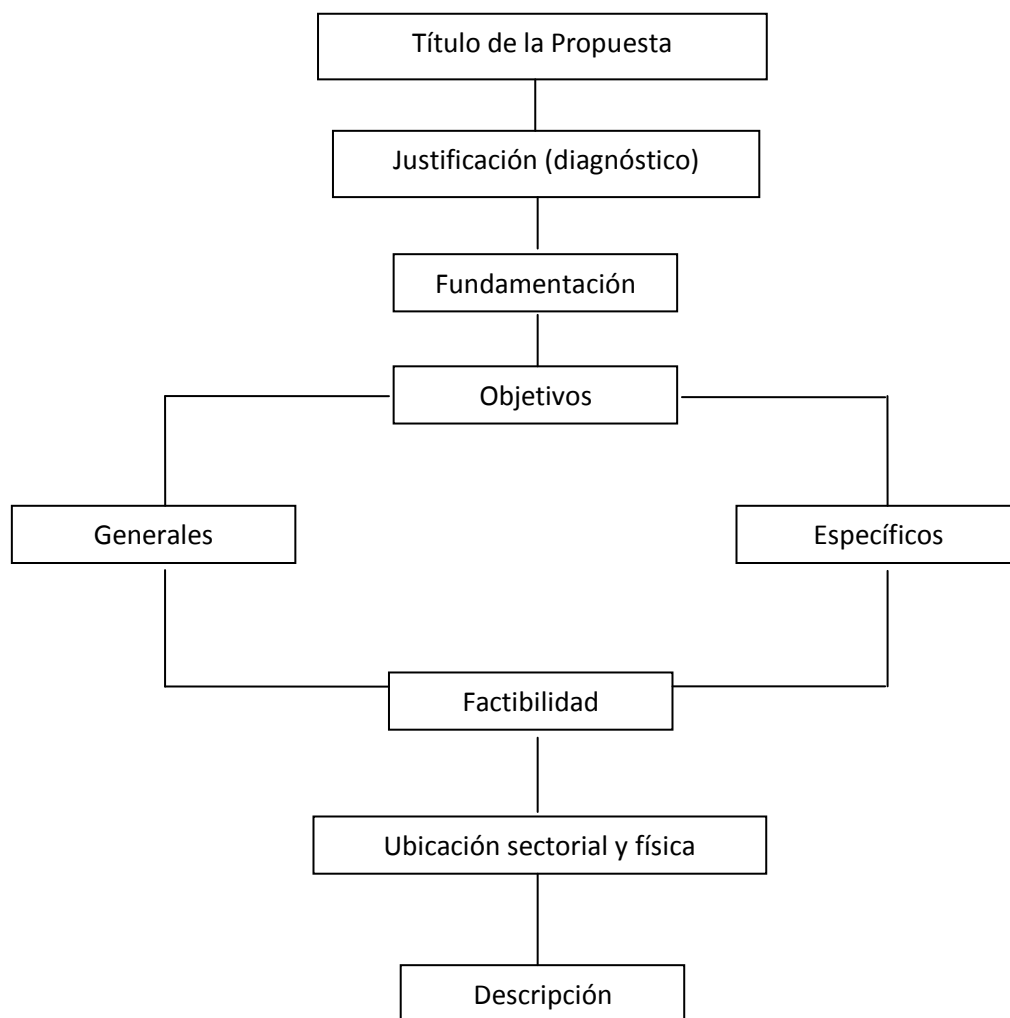 Título de la Propuesta
Justificación (diagnóstico)
Fundamentación
Objetivos
Generales
Específicos
Factibilidad
Ubicación sectorial y física
Descripción